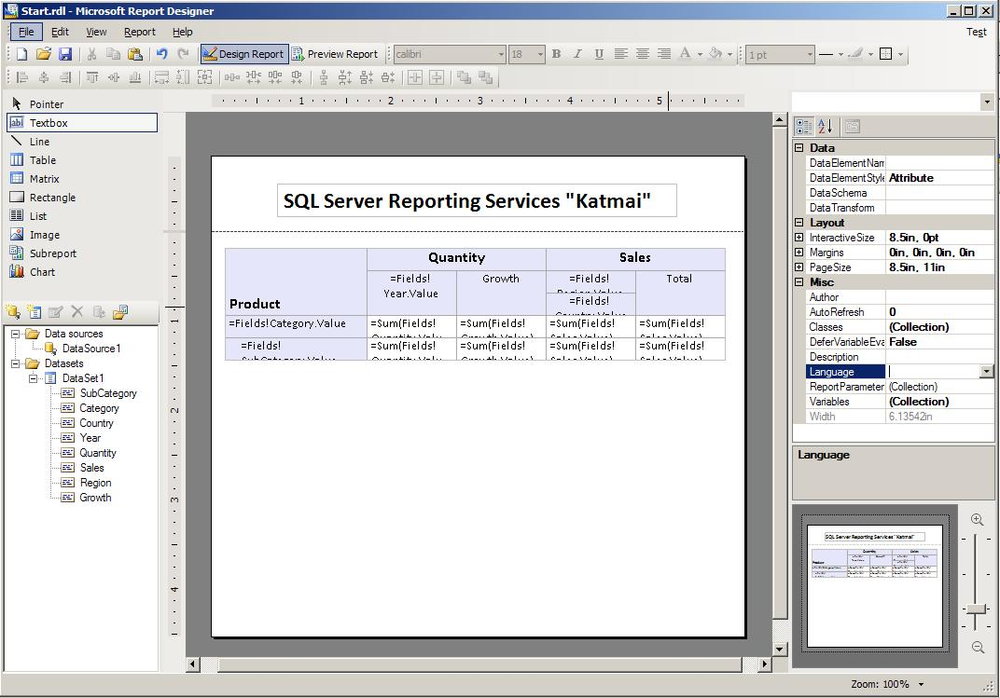 Start.rdl - Microsoft Report Designer
File Edit View Report Help Test
Design Report Preview Report calibri 18 B I U A 1 pt
Pointer
Textbox
Line
Table
Matrix
Rectangle
List
Image
Subreport
Chart
Data sources
DataSource1
Datasets
DataSet1
SubCategory
Category
Country
Year
Quantity
Sales
Region
Growth
1 2 3 4 5
1
2
3
4
SQL Server Reporting Services "Katmai"
Quantity Sales
Product
=Fields!
Year.Value
Growth
=Fields!
Region.Value
=Fields!
Country.Value
Total
=Fields!Category.Value
=Sum(Fields!
Quantity.Value)
=Sum(Fields!
Growth.Value)
=Sum(Fields!
Sales.Value)
=Sum(Fields!
Sales.Value)
=Fields!
SubCategory.Value
=Sum(Fields!
Quantity.Value)
=Sum(Fields!
Growth.Value)
=Sum(Fields!
Sales.Value)
=Sum(Fields!
Sales.Value)
Data
DataElementNam
DataElementStyle Attribute
DataSchema
DataTransform
Layout
InteractiveSize 8.5in, 0pt
Margins 0in, 0in, 0in, 0in
PageSize 8.5in, 11in
Misc
Author
AutoRefresh 0
Classes (Collection)
DeferVariableEva False
Description
Language
ReportParameter (Collection)
Variables (Collection)
Width 6.13542in
Language
SQL Server Reporting Services "Katmai"
Quantity Sales
Product
Zoom: 100%